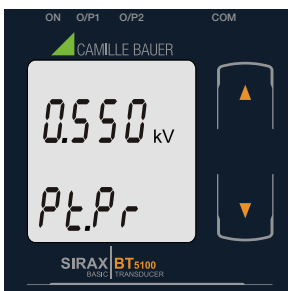 ON O/P1 O/P2 COM
CAMILLE BAUER
0.550 kV
Pt.Pr
SIRAX BT5100
BASIC TRANSDUCER